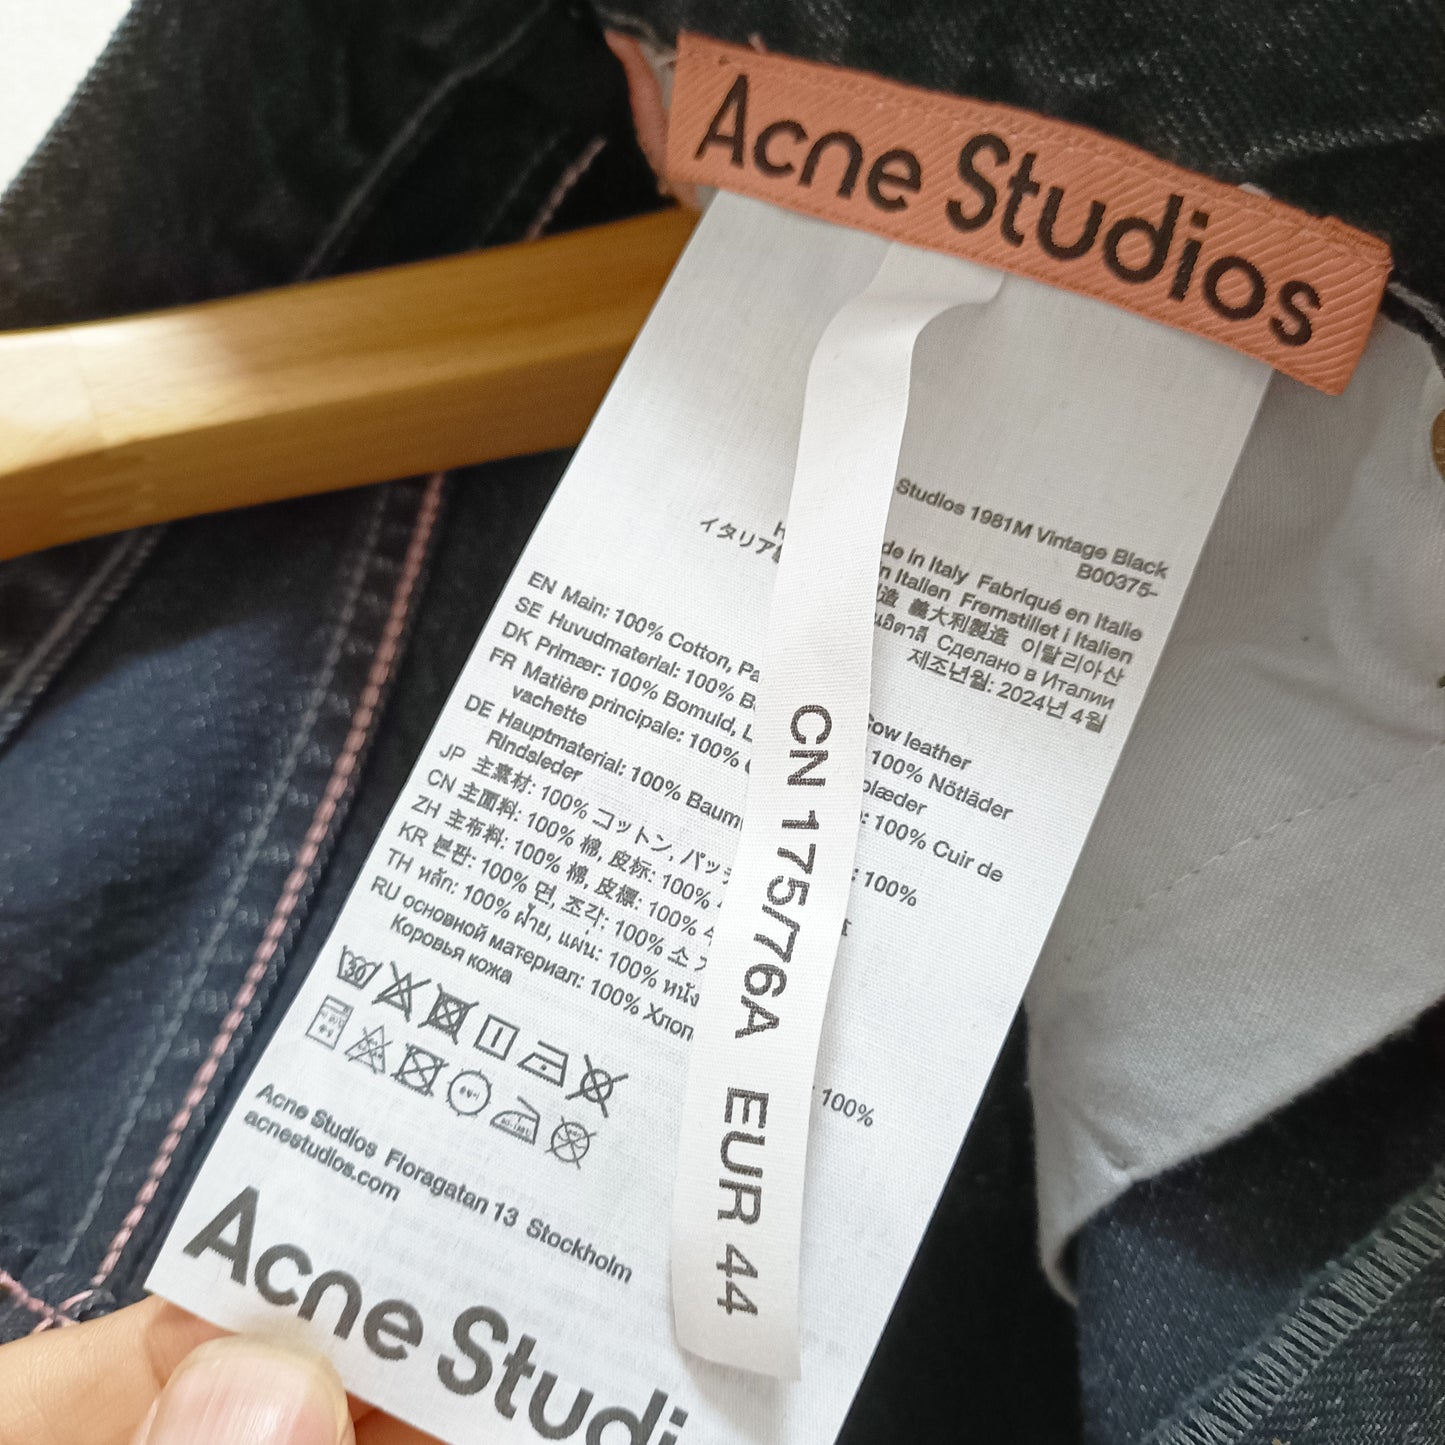 Acne Studios
Studios 1981M Vintage Black
B00375-
de in Italy Fabriqué en Italie
n Italien Fremstillet i Italien
イタリア
造 義大利製造 이탈리아산
Сделано в Италии
제조년월: 2024년 4월
EN Main: 100% Cotton, Pa
Cow leather
SE Huvudmaterial: 100% B
100% Nötläder
DK Primær: 100% Bomuld, L
plæder
FR Matière principale: 100%
: 100% Cuir de
vachette
DE Hauptmaterial: 100% Baum
: 100%
Rindsleder
JP 主素材: 100% コットン, パッ
CN 主面料: 100% 棉, 皮标: 100%
ZH 主布料: 100% 棉, 皮標: 100%
KR 본판: 100% 면, 조각: 100% 소
TH หลัก: 100% ฝ้าย, แผ่น: 100% หนัง
RU основной материал: 100% Хлоп
100%
Коровья кожа
30
Acne Studios Floragatan 13 Stockholm
acnestudios.com
Acne Studi
CN 175/76A EUR 44